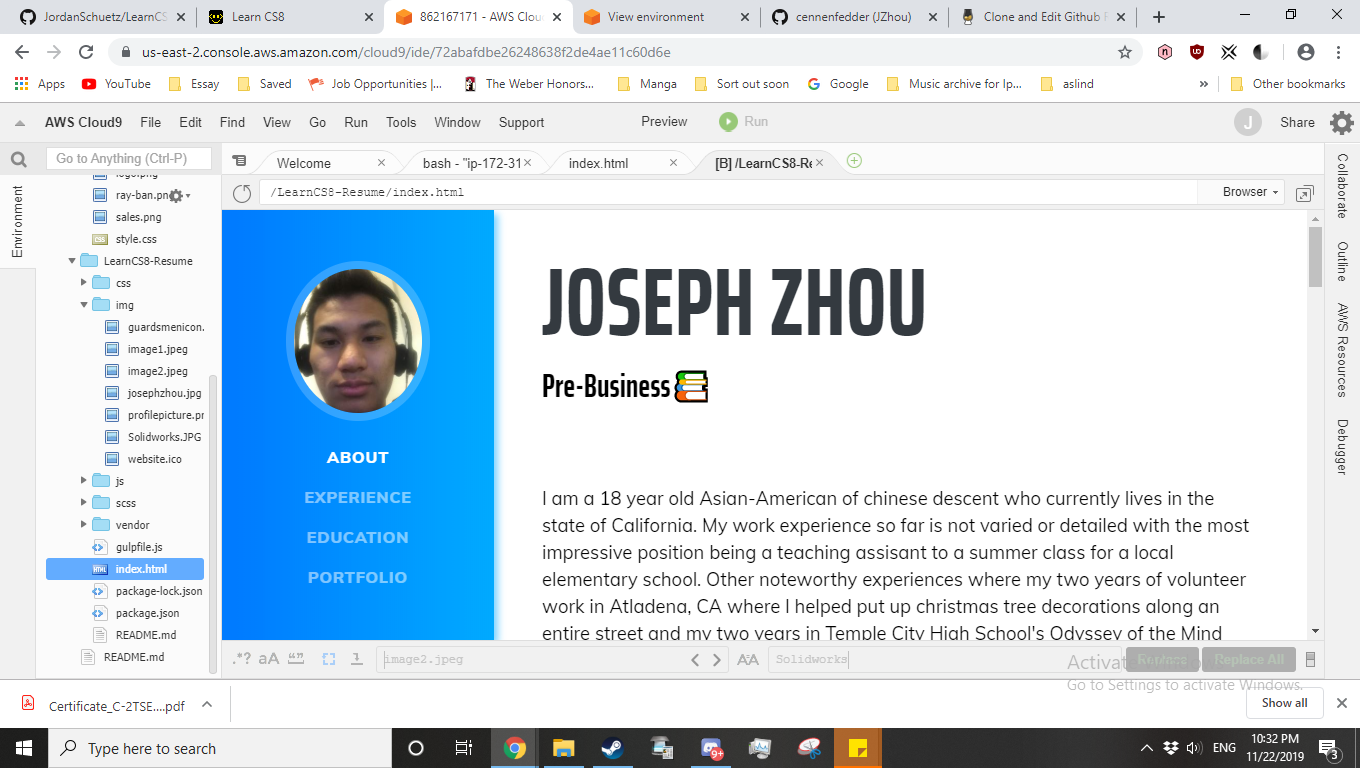 JordanSchuetz/LearnCS
Learn CS8
862167171 - AWS Clou
View environment
cennenfedder (JZhou)
Clone and Edit Github
us-east-2.console.aws.amazon.com/cloud9/ide/72abafdbe26248638f2de4ae11c60d6e
Apps
YouTube
Essay
Saved
Job Opportunities |...
The Weber Honors...
Manga
Sort out soon
Google
Music archive for Ip...
aslind
»
Other bookmarks
AWS Cloud9 File Edit Find View Go Run Tools Window Support
Preview
Run
J
Share
Go to Anything (Ctrl-P)
Welcome
bash - "ip-172-31
index.html
[B] /LearnCS8-Re
/LearnCS8-Resume/index.html
Browser
Environment
logo.png
ray-ban.pn
sales.png
style.css
LearnCS8-Resume
css
img
guardsmenicon.
image1.jpeg
image2.jpeg
josephzhou.jpg
profilepicture.pr
Solidworks.JPG
website.ico
js
scss
vendor
gulpfile.js
index.html
package-lock.json
package.json
README.md
README.md
ABOUT
EXPERIENCE
EDUCATION
PORTFOLIO
JOSEPH ZHOU
Pre-Business
I am a 18 year old Asian-American of chinese descent who currently lives in the
state of California. My work experience so far is not varied or detailed with the most
impressive position being a teaching assisant to a summer class for a local
elementary school. Other noteworthy experiences where my two years of volunteer
work in Atladena, CA where I helped put up christmas tree decorations along an
entire street and my two years in Temple City High School's Odyssey of the Mind
Collaborate
Outline
AWS Resources
Debugger
.*? aA
image2.jpeg
Solidworks
Replace
Replace All
Go to Settings to activate Windows.
Certificate_C-2TSE....pdf
Show all
Type here to search
9+
ENG
10:32 PM
11/22/2019
3